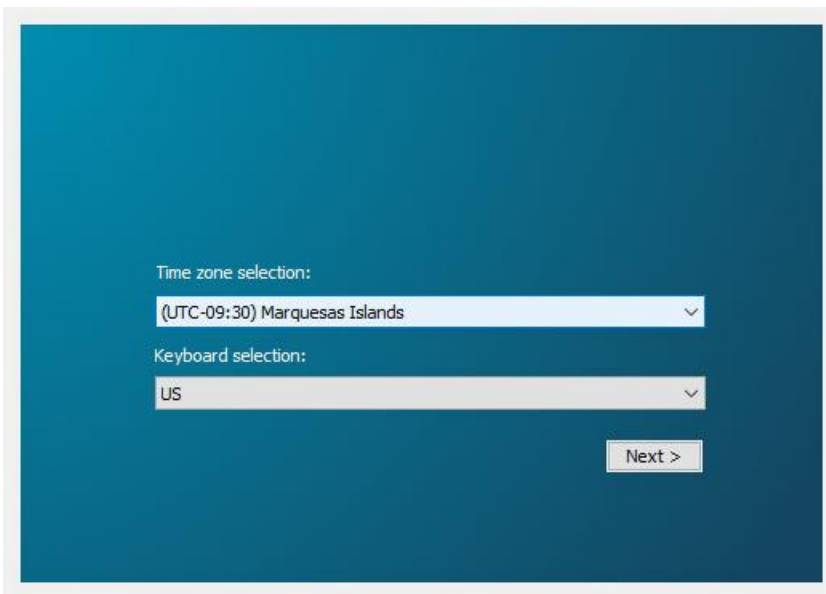 Time zone selection:
(UTC-09:30) Marquesas Islands
Keyboard selection:
US
Next >